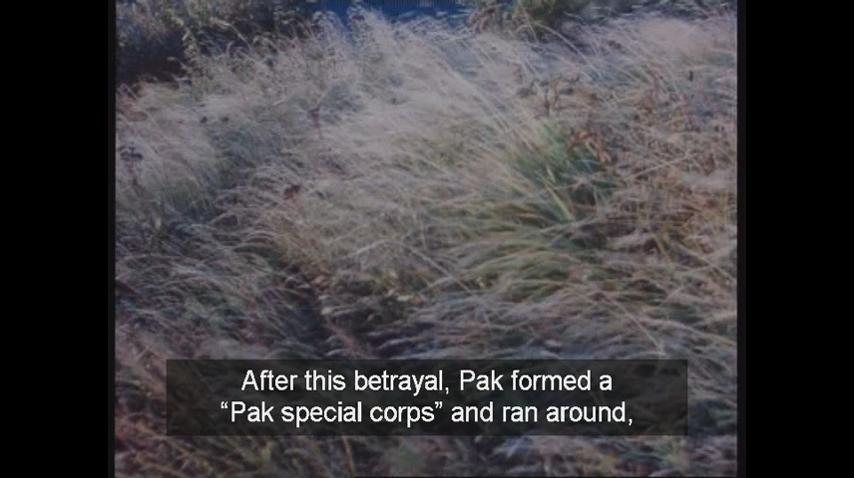 After this betrayal, Pak formed a
“Pak special corps” and ran around,